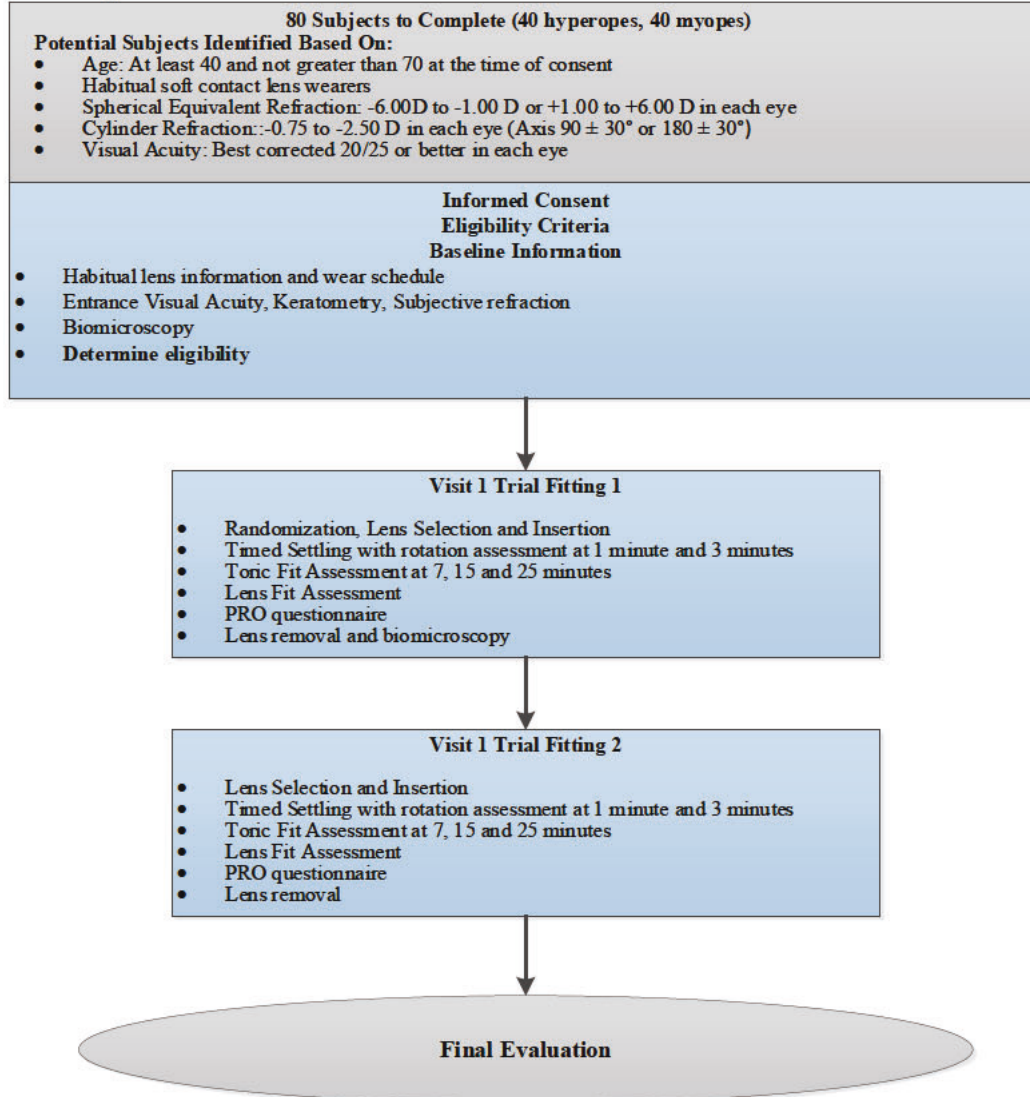 80 Subjects to Complete (40 hyperopes, 40 myopes)
Potential Subjects Identified Based On:
• Age: At least 40 and not greater than 70 at the time of consent
• Habitual soft contact lens wearers
• Spherical Equivalent Refraction: -6.00D to -1.00 D or +1.00 to +6.00 D in each eye
• Cylinder Refraction::-0.75 to -2.50 D in each eye (Axis 90 ± 30° or 180 ± 30°)
• Visual Acuity: Best corrected 20/25 or better in each eye
Informed Consent
Eligibility Criteria
Baseline Information
• Habitual lens information and wear schedule
• Entrance Visual Acuity, Keratometry, Subjective refraction
• Biomicroscopy
• Determine eligibility
Visit 1 Trial Fitting 1
• Randomization, Lens Selection and Insertion
• Timed Settling with rotation assessment at 1 minute and 3 minutes
• Toric Fit Assessment at 7, 15 and 25 minutes
• Lens Fit Assessment
• PRO questionnaire
• Lens removal and biomicroscopy
Visit 1 Trial Fitting 2
• Lens Selection and Insertion
• Timed Settling with rotation assessment at 1 minute and 3 minutes
• Toric Fit Assessment at 7, 15 and 25 minutes
• Lens Fit Assessment
• PRO questionnaire
• Lens removal
Final Evaluation